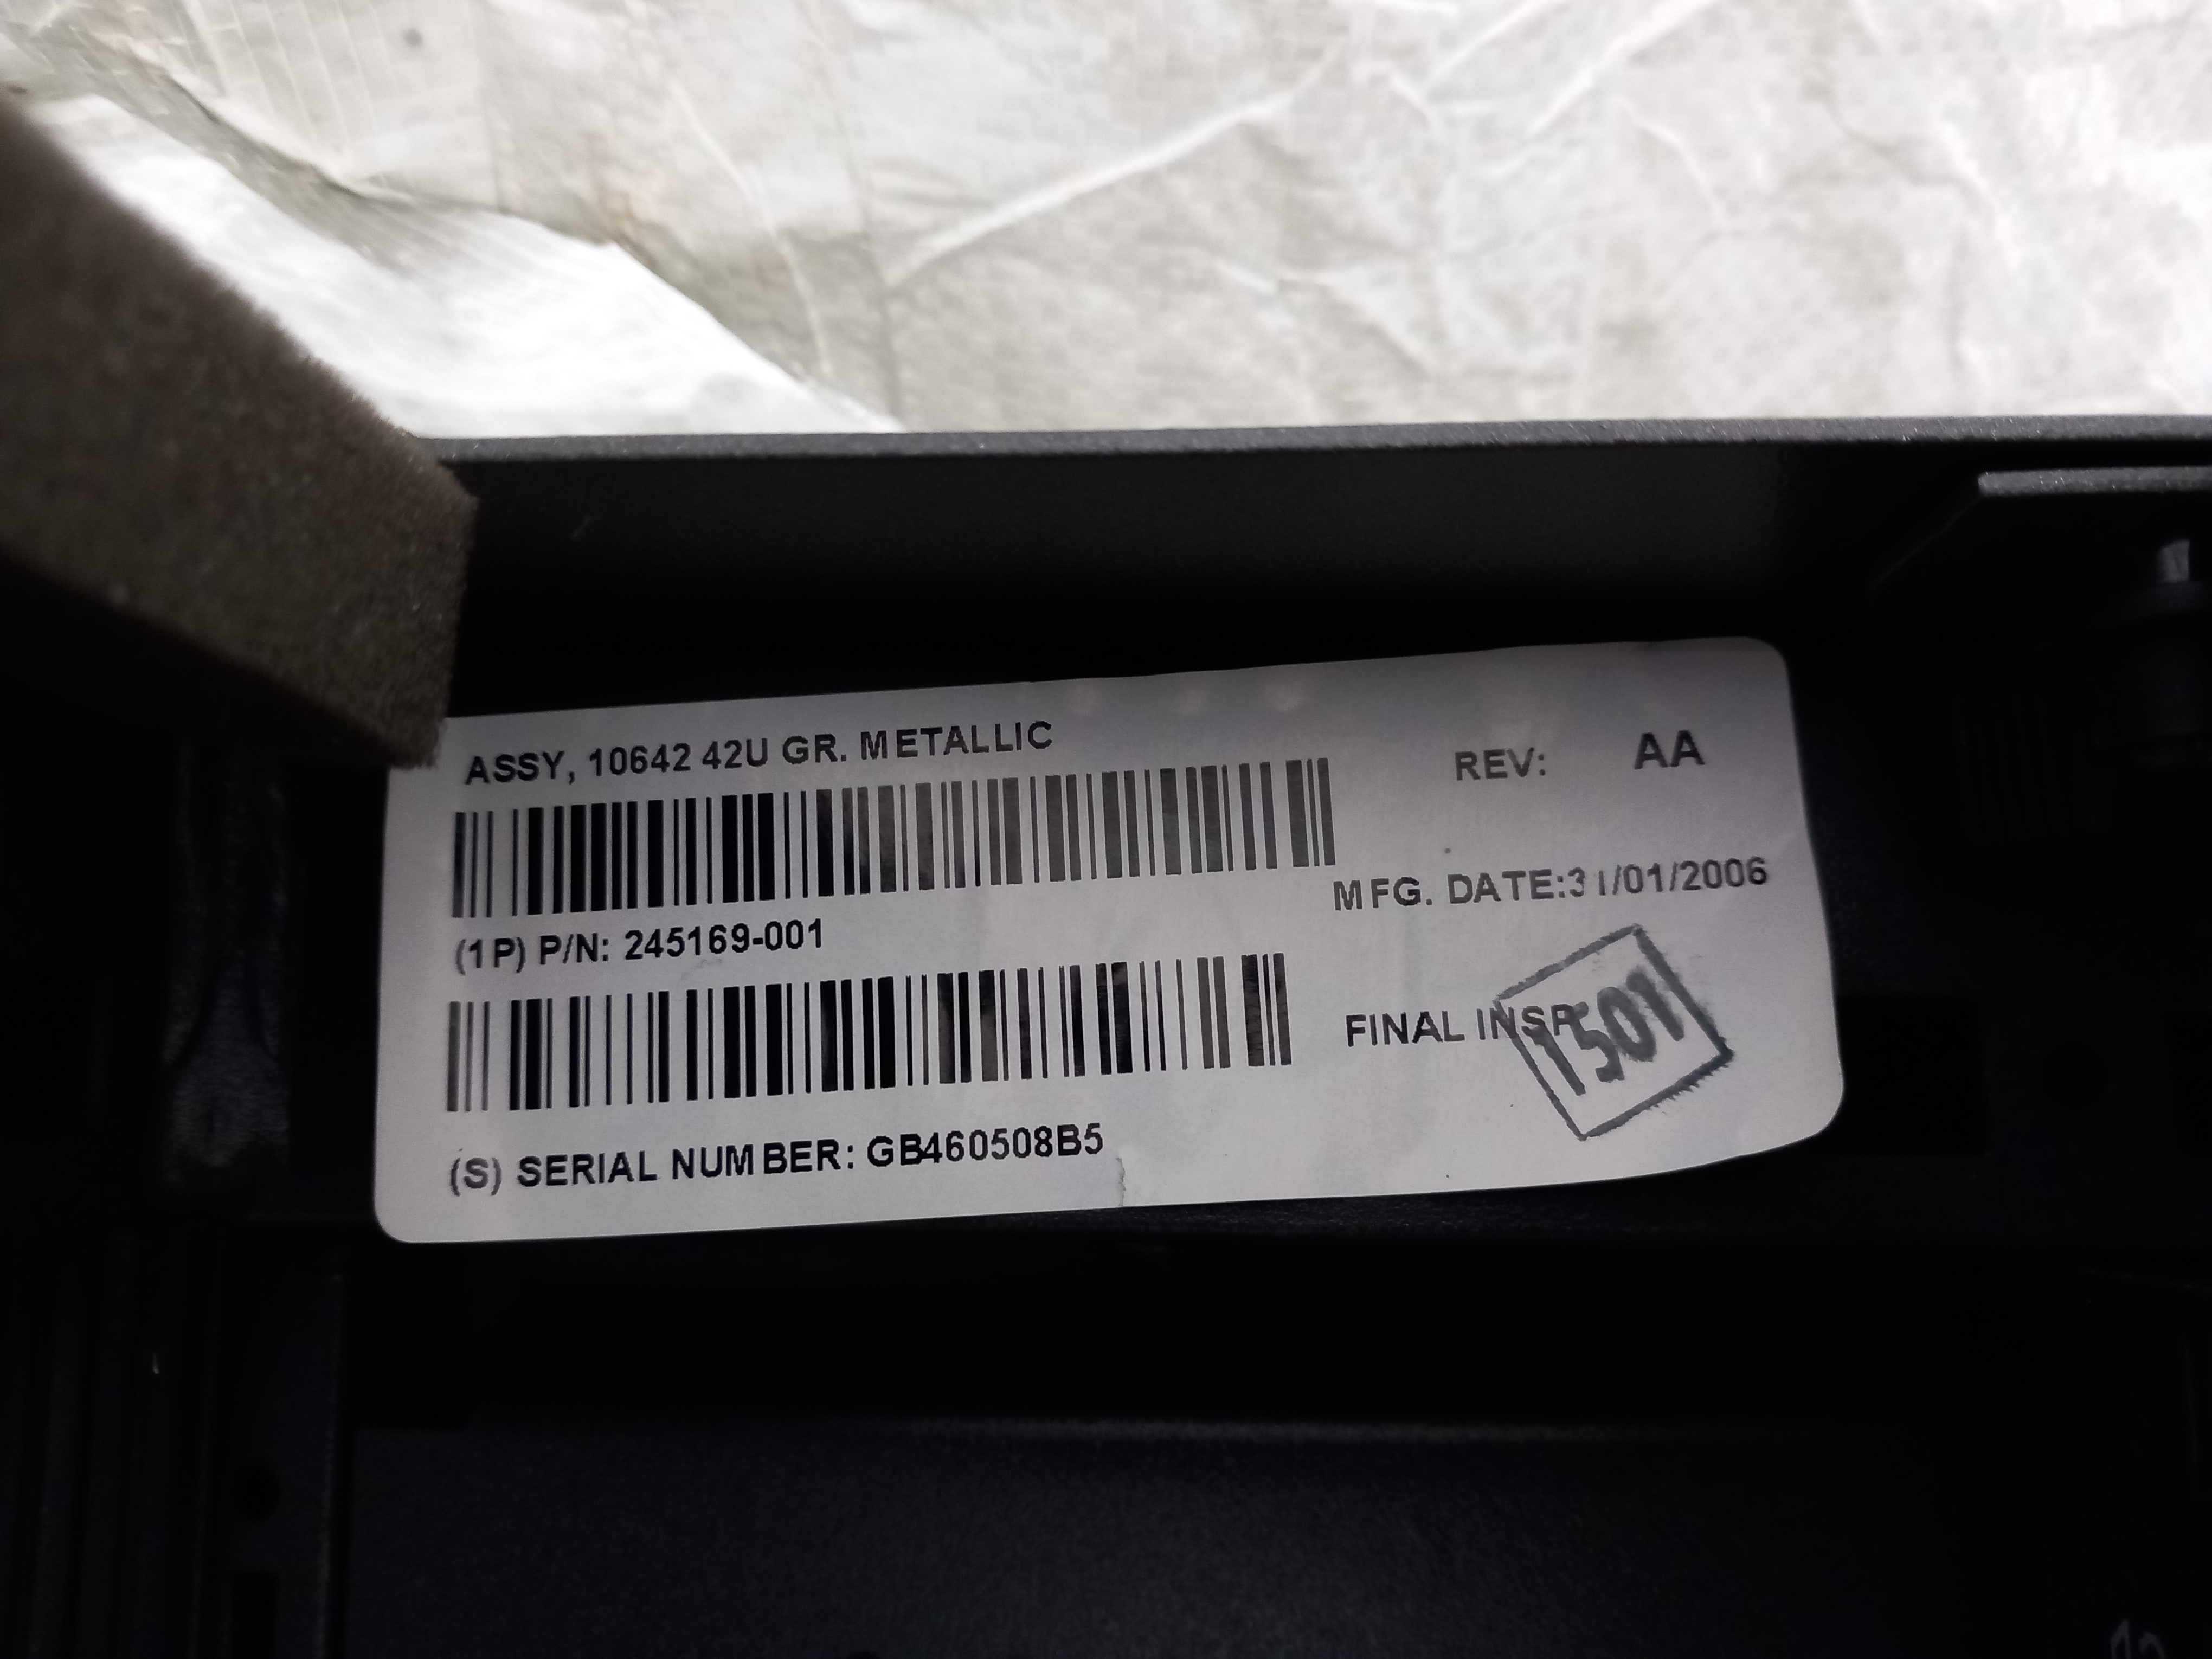 ASSY, 10642 42U GR. METALLIC
REV: AA
MFG. DATE:31/01/2006
(1P) P/N: 245169-001
FINAL INSP
1501
(S) SERIAL NUMBER: GB460508B5